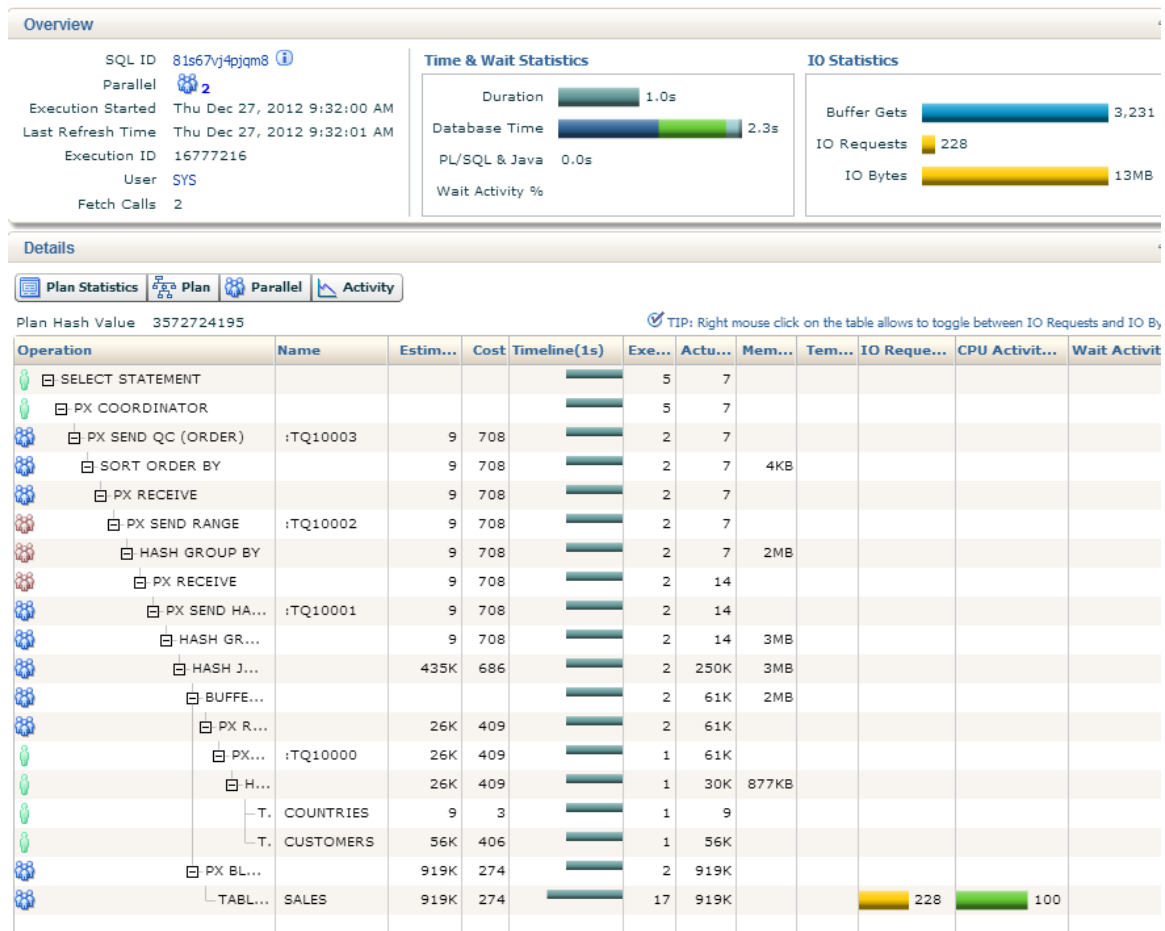 Overview
SQL ID 81s67vj4pjqm8
Parallel 2
Execution Started Thu Dec 27, 2012 9:32:00 AM
Last Refresh Time Thu Dec 27, 2012 9:32:01 AM
Execution ID 16777216
User SYS
Fetch Calls 2
Time & Wait Statistics
Duration 1.0s
Database Time 2.3s
PL/SQL & Java 0.0s
Wait Activity %
IO Statistics
Buffer Gets 3,231
IO Requests 228
IO Bytes 13MB
Details
Plan Statistics Plan Parallel Activity
Plan Hash Value 3572724195
TIP: Right mouse click on the table allows to toggle between IO Requests and IO By
Operation Name Estim... Cost Timeline(1s) Exe... Actu... Mem... Tem... IO Reque... CPU Activit... Wait Activit
SELECT STATEMENT 5 7
PX COORDINATOR 5 7
PX SEND QC (ORDER) :TQ10003 9 708 2 7
SORT ORDER BY 9 708 2 7 4KB
PX RECEIVE 9 708 2 7
PX SEND RANGE :TQ10002 9 708 2 7
HASH GROUP BY 9 708 2 7 2MB
PX RECEIVE 9 708 2 14
PX SEND HA... :TQ10001 9 708 2 14
HASH GR... 9 708 2 14 3MB
HASH J... 435K 686 2 250K 3MB
BUFFE... 2 61K 2MB
PX R... 26K 409 2 61K
PX... :TQ10000 26K 409 1 61K
H... 26K 409 1 30K 877KB
T. COUNTRIES 9 3 1 9
T. CUSTOMERS 56K 406 1 56K
PX BL... 919K 274 2 919K
TABL... SALES 919K 274 17 919K 228 100